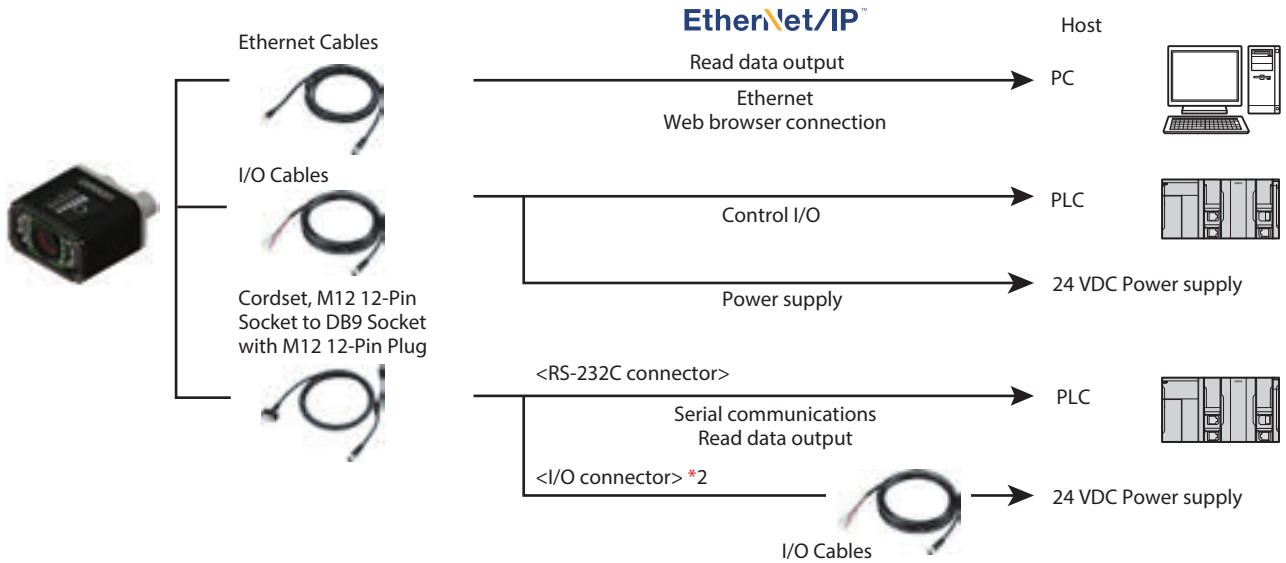 EtherNet/IP™
Host
Ethernet Cables
Read data output
PC
Ethernet
Web browser connection
I/O Cables
PLC
Control I/O
24 VDC Power supply
Power supply
Cordset, M12 12-Pin
Socket to DB9 Socket
with M12 12-Pin Plug
<RS-232C connector>
PLC
Serial communications
Read data output
<I/O connector> *2
24 VDC Power supply
I/O Cables